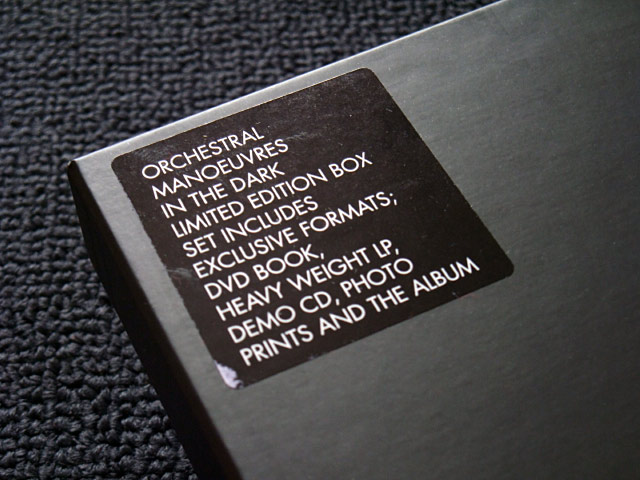 ORCHESTRAL
MANOEUVRES
IN THE DARK
LIMITED EDITION BOX
SET INCLUDES
EXCLUSIVE FORMATS;
DVD BOOK,
HEAVY WEIGHT LP,
DEMO CD, PHOTO
PRINTS AND THE ALBUM